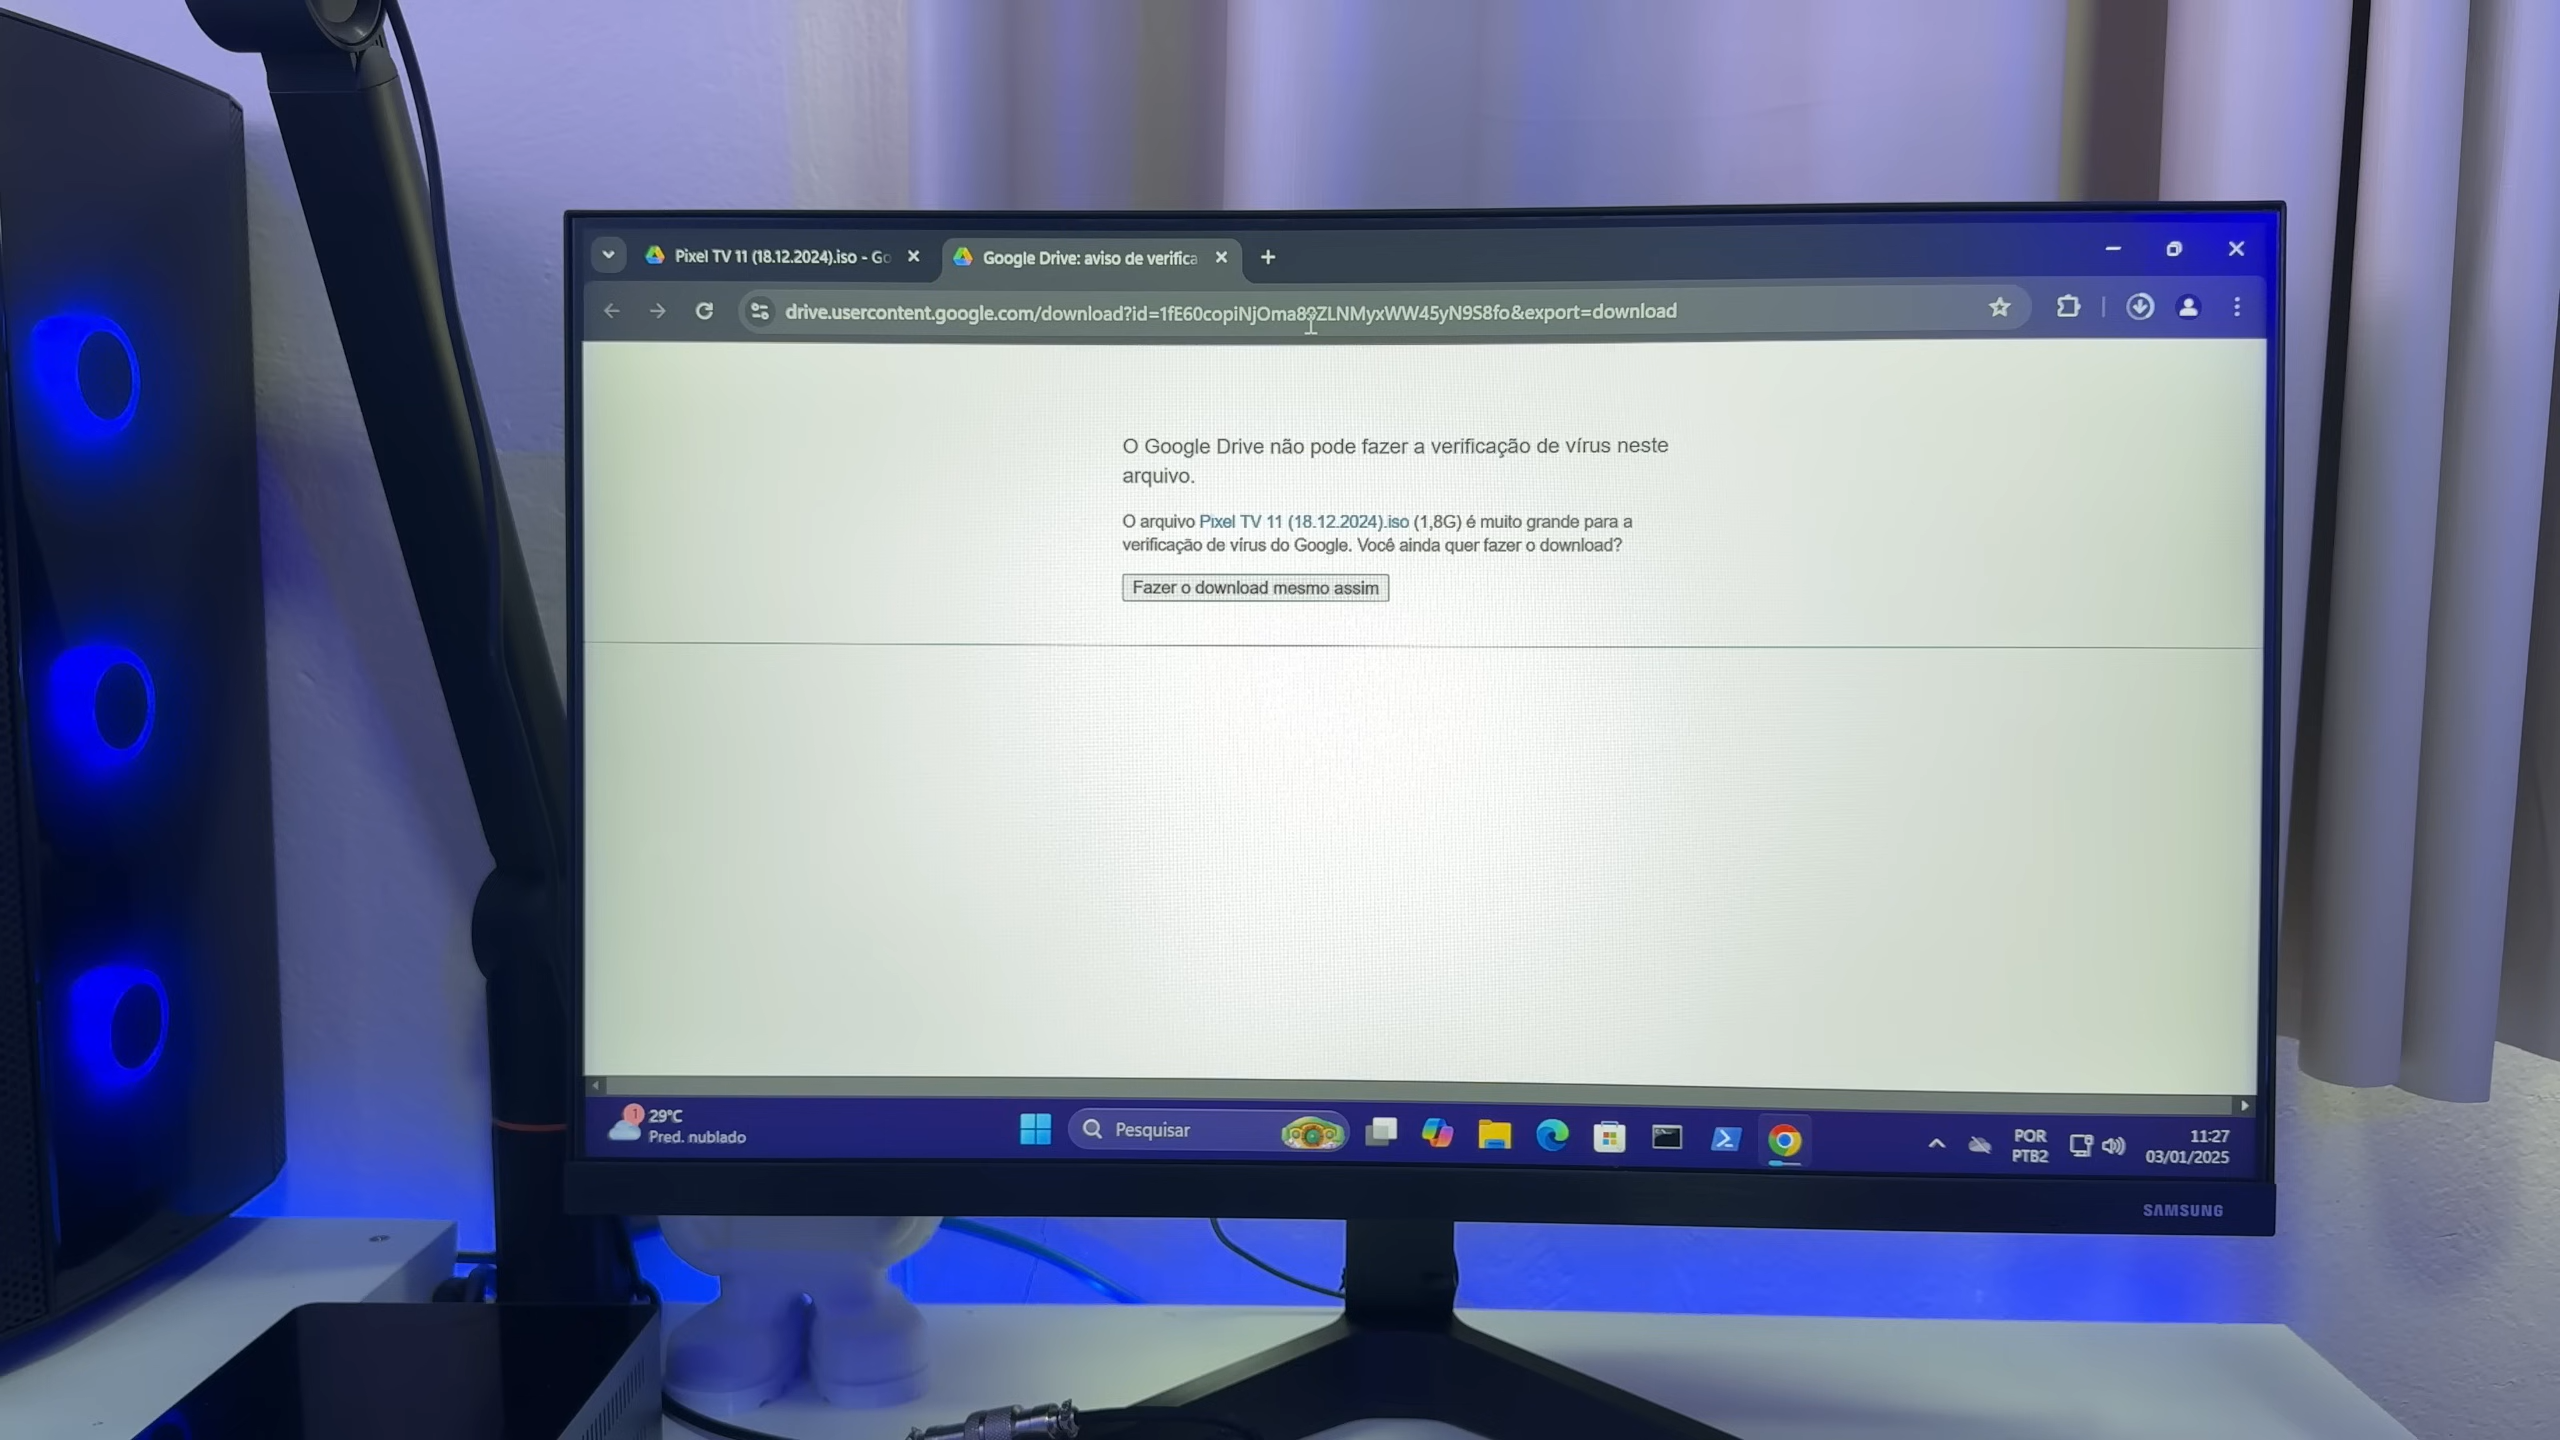 Pixel TV 11 (18.12.2024).iso - Go
Google Drive: aviso de verifica
drive.usercontent.google.com/download?id=1fE60copiNjOma89ZLNMyxWW45yN9S8fo&export=download
O Google Drive não pode fazer a verificação de vírus neste
arquivo.
O arquivo Pixel TV 11 (18.12.2024).iso (1,8G) é muito grande para a
verificação de vírus do Google. Você ainda quer fazer o download?
Fazer o download mesmo assim
1
29°C
Pred. nublado
Pesquisar
POR
PTB2
11:27
03/01/2025
SAMSUNG